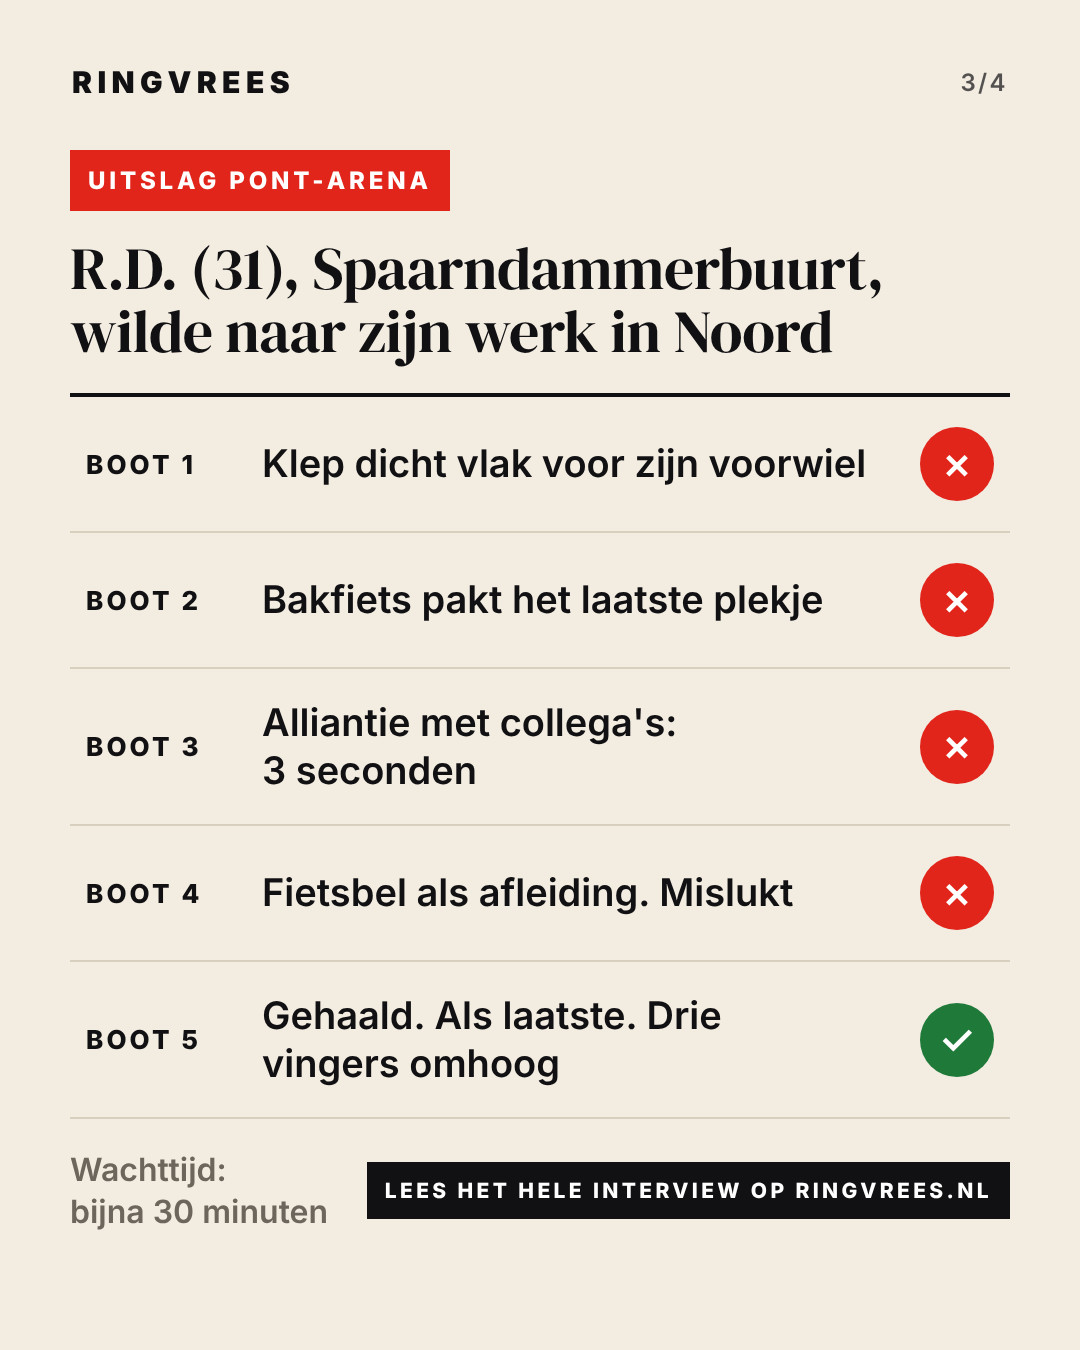 RINGVREES
3/4
UITSLAG PONT-ARENA
R.D. (31), Spaarndammerbuurt,
wilde naar zijn werk in Noord
BOOT 1
Klep dicht vlak voor zijn voorwiel
BOOT 2
Bakfiets pakt het laatste plekje
BOOT 3
Alliantie met collega's:
3 seconden
BOOT 4
Fietsbel als afleiding. Mislukt
BOOT 5
Gehaald. Als laatste. Drie
vingers omhoog
Wachttijd:
bijna 30 minuten
LEES HET HELE INTERVIEW OP RINGVREES.NL